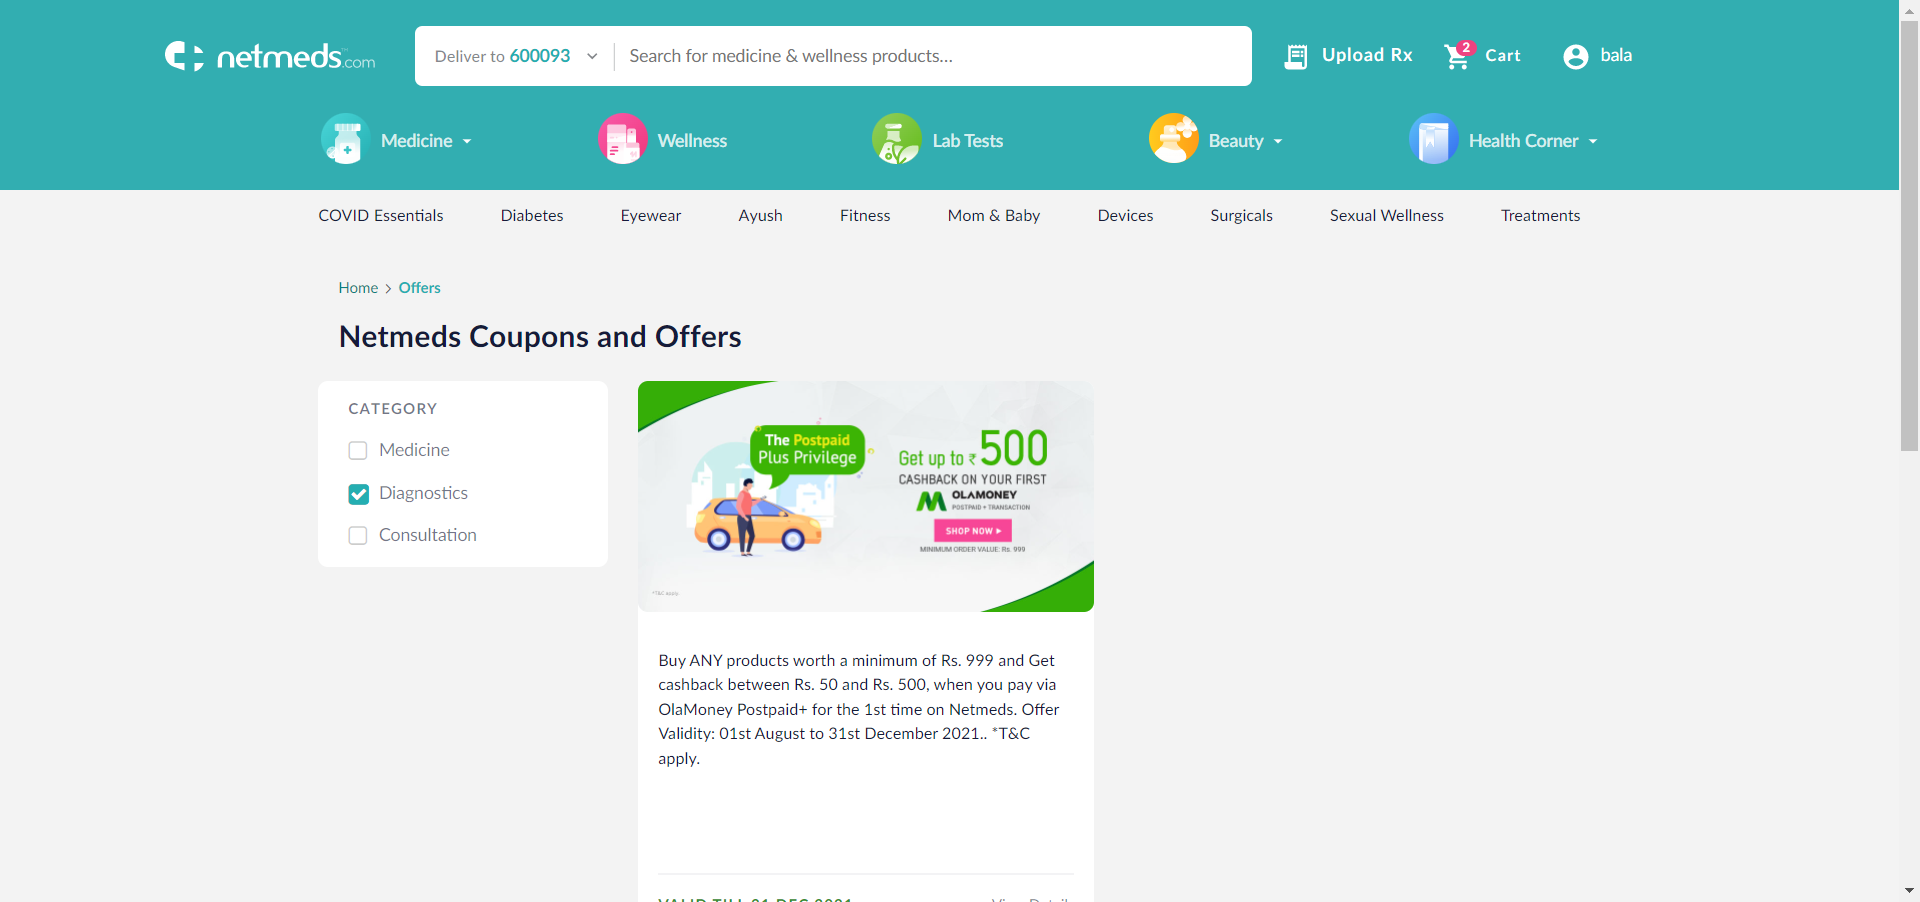 netmeds.com
Deliver to 600093
Search for medicine & wellness products...
Upload Rx
2
Cart
bala
Medicine
Wellness
Lab Tests
Beauty
Health Corner
COVID Essentials
Diabetes
Eyewear
Ayush
Fitness
Mom & Baby
Devices
Surgicals
Sexual Wellness
Treatments
Home > Offers
Netmeds Coupons and Offers
CATEGORY
Medicine
Diagnostics
Consultation
The Postpaid
Plus Privilege
Get up to ₹ 500
CASHBACK ON YOUR FIRST
OLAMONEY
POSTPAID + TRANSACTION
SHOP NOW
MINIMUM ORDER VALUE: Rs. 999
Buy ANY products worth a minimum of Rs. 999 and Get
cashback between Rs. 50 and Rs. 500, when you pay via
OlaMoney Postpaid+ for the 1st time on Netmeds. Offer
Validity: 01st August to 31st December 2021.. *T&C
apply.
VALID TILL 31 DEC 2021